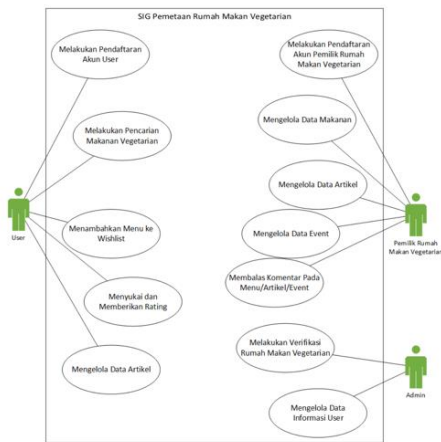 SIG Pemetaan Rumah Makan Vegetarian
Melakukan Pendaftaran
Akun User
Melakukan Pencarian
Makanan Vegetarian
Menambahkan Menu ke
Wishlist
Menyukai dan
Memberikan Rating
Mengelola Data Artikel
User
Melakukan Pendaftaran
Akun Pemilik Rumah
Makan Vegetarian
Mengelola Data Makanan
Mengelola Data Artikel
Mengelola Data Event
Membalas Komentar Pada
Menu/Artikel/Event
Melakukan Verifikasi
Rumah Makan Vegetarian
Mengelola Data
Informasi User
Pemilik Rumah
Makan Vegetarian
Admin